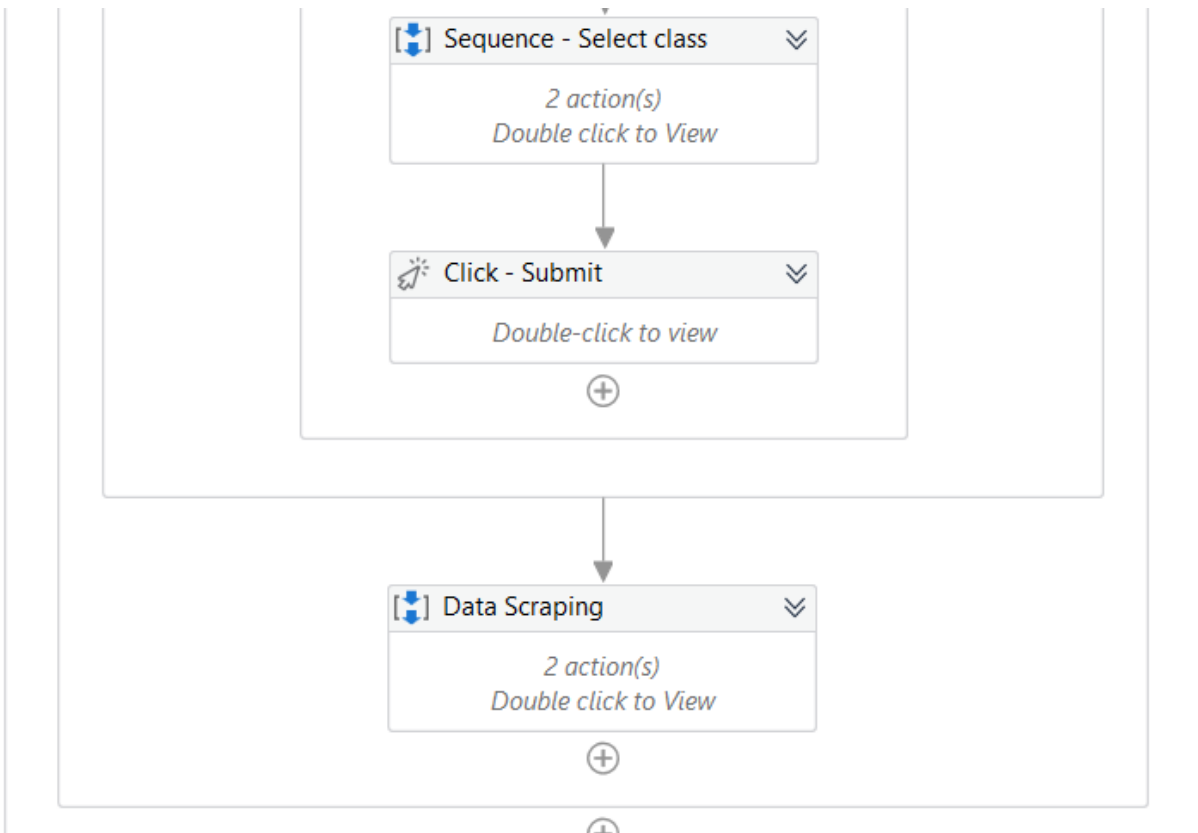 Sequence - Select class
2 action(s)
Double click to View
Click - Submit
Double-click to view
Data Scraping
2 action(s)
Double click to View